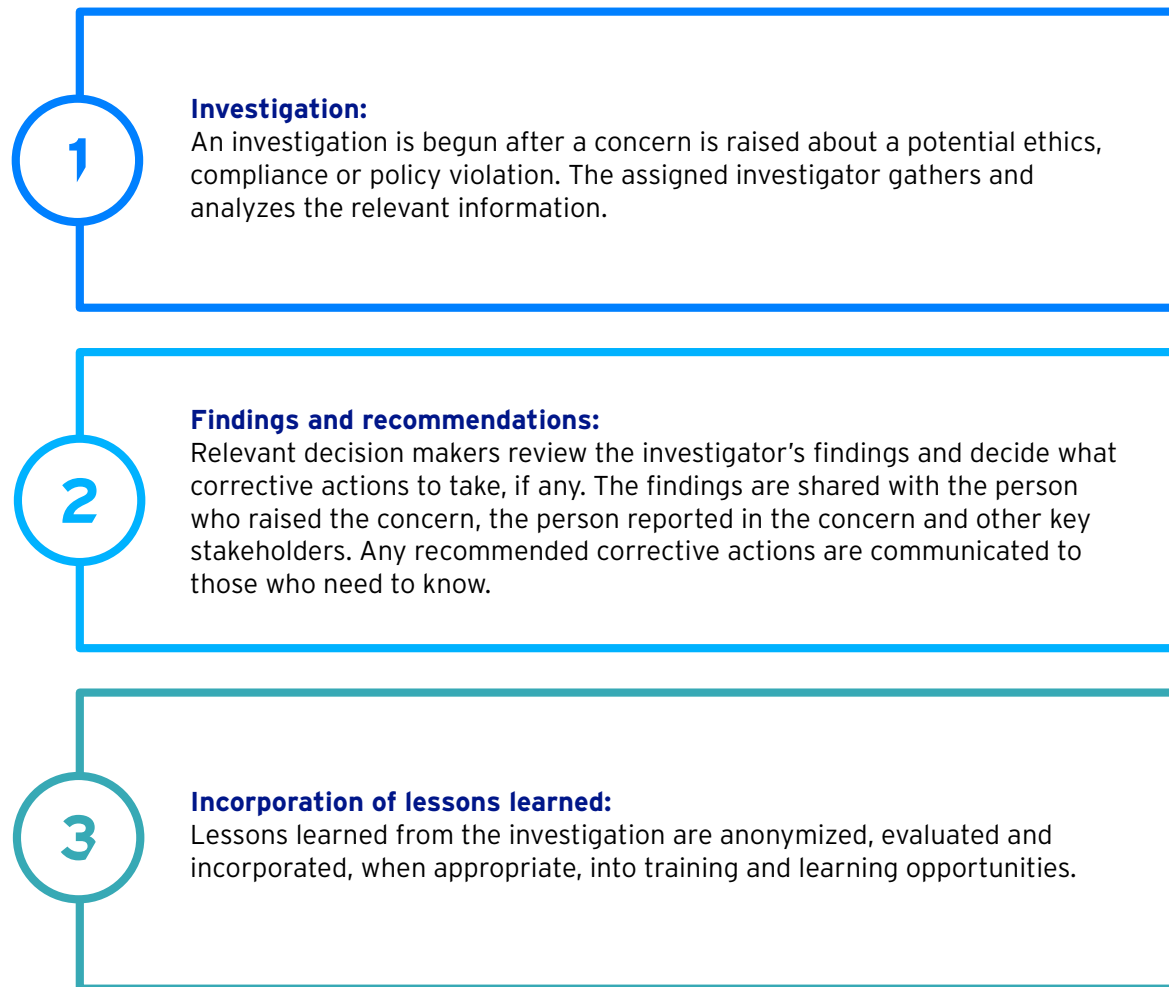 1
Investigation:
An investigation is begun after a concern is raised about a potential ethics,
compliance or policy violation. The assigned investigator gathers and
analyzes the relevant information.
2
Findings and recommendations:
Relevant decision makers review the investigator’s findings and decide what
corrective actions to take, if any. The findings are shared with the person
who raised the concern, the person reported in the concern and other key
stakeholders. Any recommended corrective actions are communicated to
those who need to know.
3
Incorporation of lessons learned:
Lessons learned from the investigation are anonymized, evaluated and
incorporated, when appropriate, into training and learning opportunities.